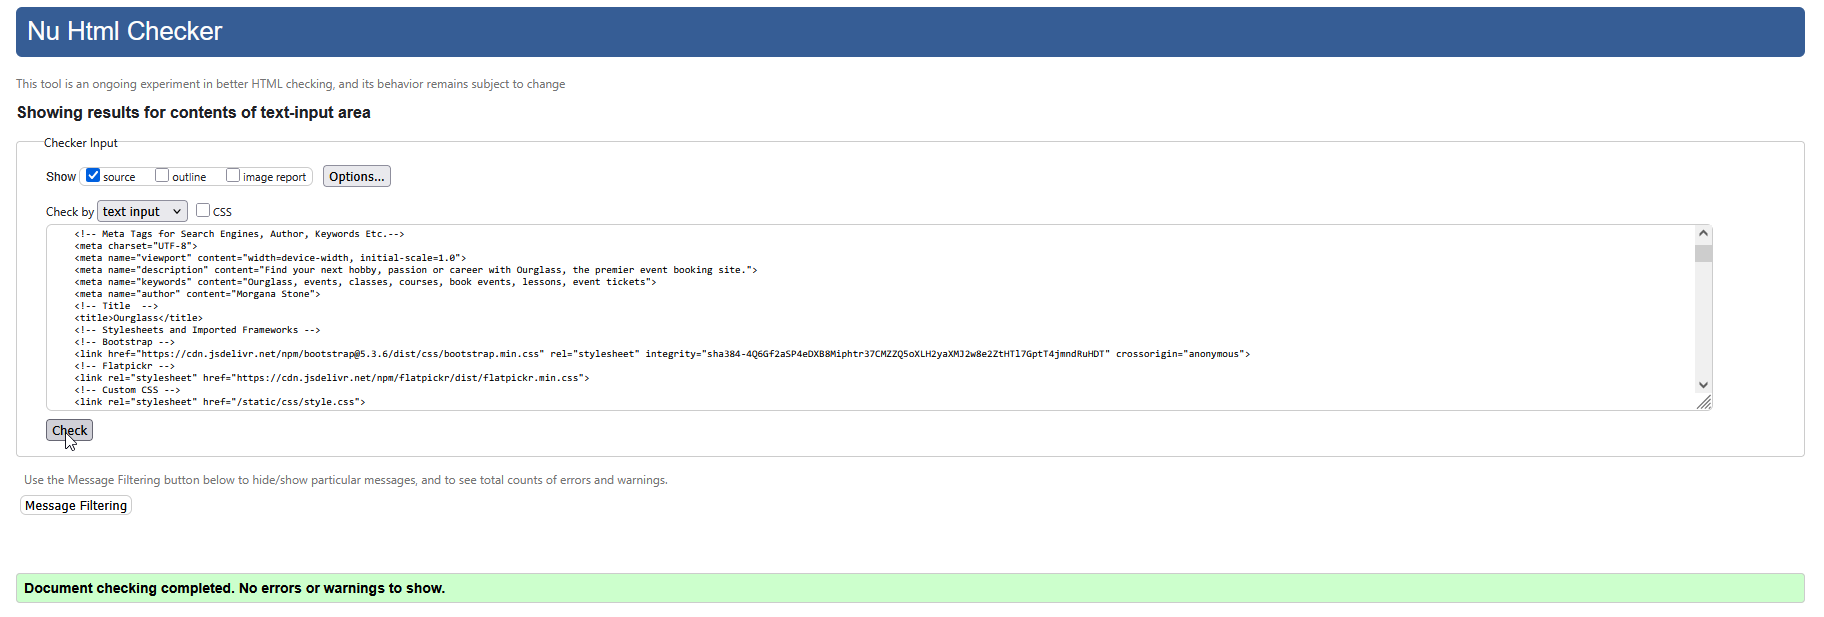 Nu Html Checker
This tool is an ongoing experiment in better HTML checking, and its behavior remains subject to change
Showing results for contents of text-input area
Checker Input
Show source outline image report Options...
Check by text input CSS
<!-- Meta Tags for Search Engines, Author, Keywords Etc.-->
<meta charset="UTF-8">
<meta name="viewport" content="width=device-width, initial-scale=1.0">
<meta name="description" content="Find your next hobby, passion or career with Ourglass, the premier event booking site.">
<meta name="keywords" content="Ourglass, events, classes, courses, book events, lessons, event tickets">
<meta name="author" content="Morgana Stone">
<!-- Title  -->
<title>Ourglass</title>
<!-- Stylesheets and Imported Frameworks -->
<!-- Bootstrap -->
<link href="https://cdn.jsdelivr.net/npm/bootstrap@5.3.6/dist/css/bootstrap.min.css" rel="stylesheet" integrity="sha384-4Q6Gf2aSP4eDXB8Miphtr37CMZZQ5oXLH2yaXMJ2w8e2ZtHTl7GptT4jmndRuHDT" crossorigin="anonymous">
<!-- Flatpickr -->
<link rel="stylesheet" href="https://cdn.jsdelivr.net/npm/flatpickr/dist/flatpickr.min.css">
<!-- Custom CSS -->
<link rel="stylesheet" href="/static/css/style.css">
Check
Use the Message Filtering button below to hide/show particular messages, and to see total counts of errors and warnings.
Message Filtering
Document checking completed. No errors or warnings to show.